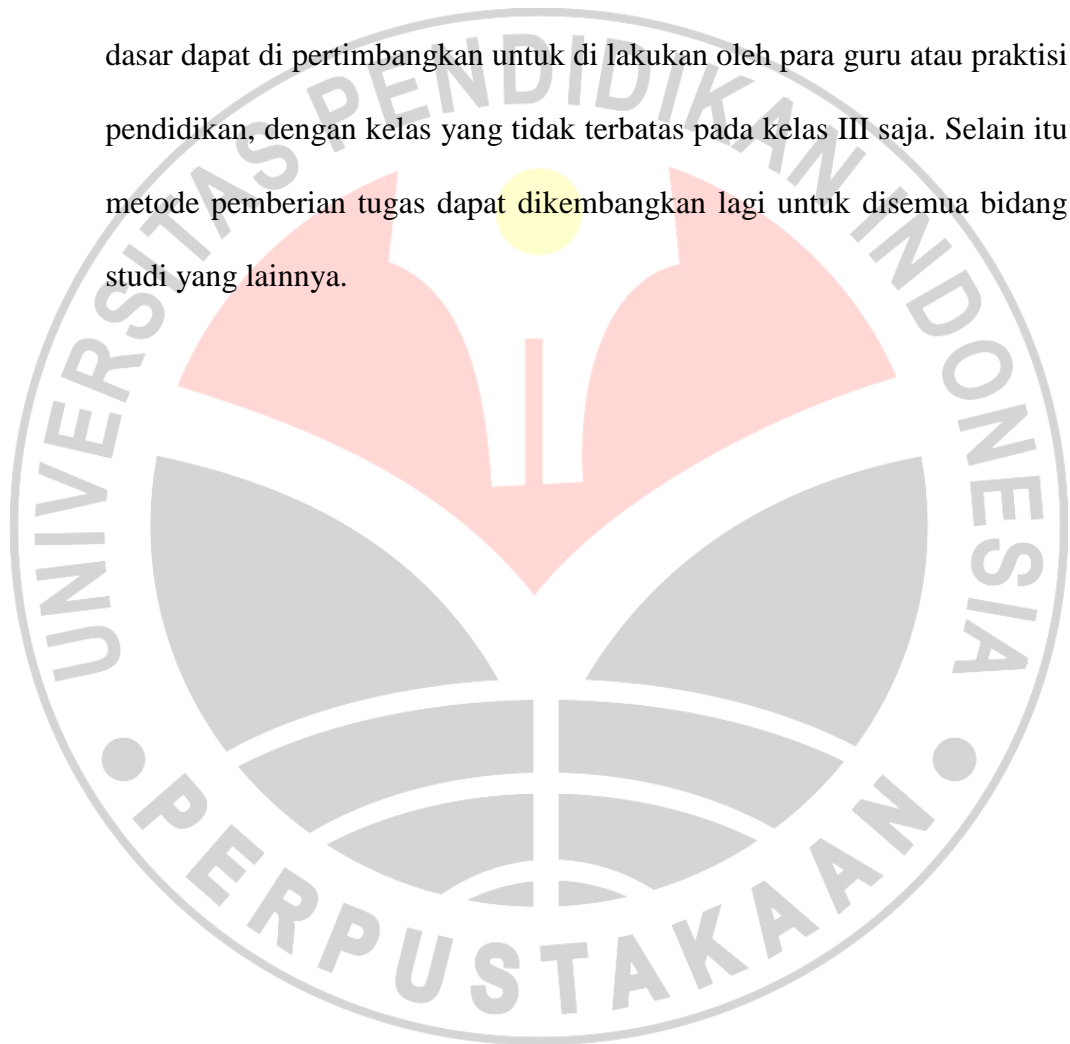 dasar dapat di pertimbangkan untuk di lakukan oleh para guru atau praktisi
pendidikan, dengan kelas yang tidak terbatas pada kelas III saja. Selain itu
metode pemberian tugas dapat dikembangkan lagi untuk disemua bidang
studi yang lainnya.
UNIVERSITAS PENDIDIKAN INDONESIA
PERPUSTAKAAN